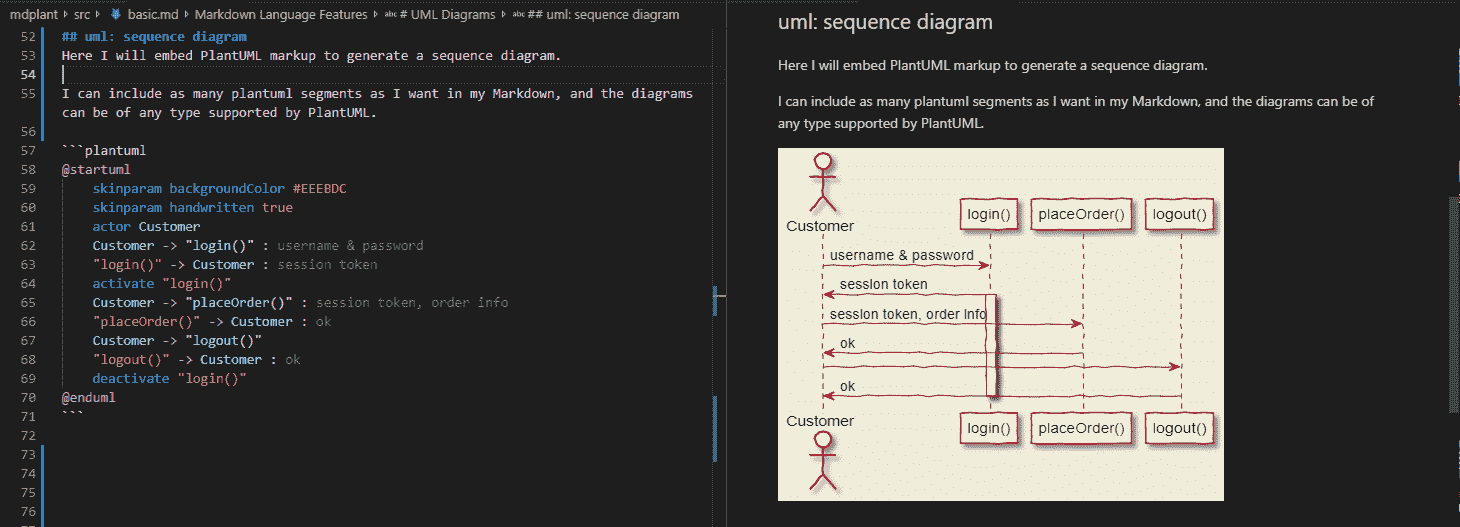 mdplant > src > basic.md > Markdown Language Features > abc # UML Diagrams > abc ## uml: sequence diagram
52 ## uml: sequence diagram
53 Here I will embed PlantUML markup to generate a sequence diagram.
54
55 I can include as many plantuml segments as I want in my Markdown, and the diagrams
can be of any type supported by PlantUML.
56
57 ```plantuml
58 @startuml
59 skinparam backgroundColor #EEEBDC
60 skinparam handwritten true
61 actor Customer
62 Customer -> "login()" : username & password
63 "login()" -> Customer : session token
64 activate "login()"
65 Customer -> "placeOrder()" : session token, order info
66 "placeOrder()" -> Customer : ok
67 Customer -> "logout()"
68 "logout()" -> Customer : ok
69 deactivate "login()"
70 @enduml
71 ```
72
73
74
75
76
uml: sequence diagram
Here I will embed PlantUML markup to generate a sequence diagram.
I can include as many plantuml segments as I want in my Markdown, and the diagrams can be of
any type supported by PlantUML.
Customer login() placeOrder() logout()
username & password
session token
session token, order info
ok
ok
Customer login() placeOrder() logout()